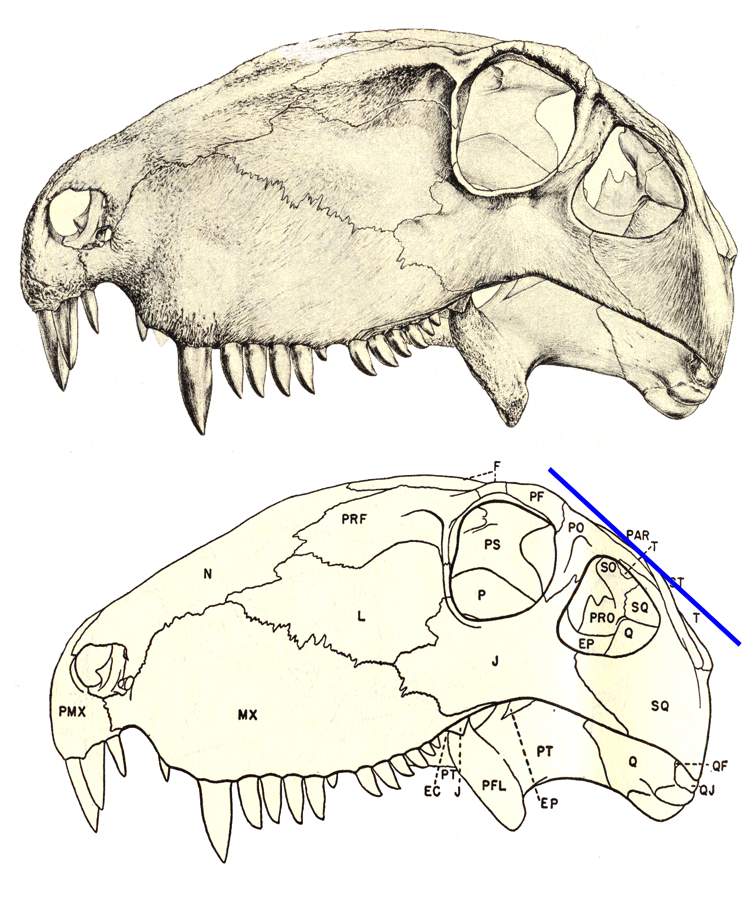 F
PF
PRF
PO
PAR
PS
T
SO
ST
N
P
SQ
L
PRO
T
Q
EP
J
SQ
PMX
MX
PT
Q
QF
PT
PFL
QJ
EC
J
EP